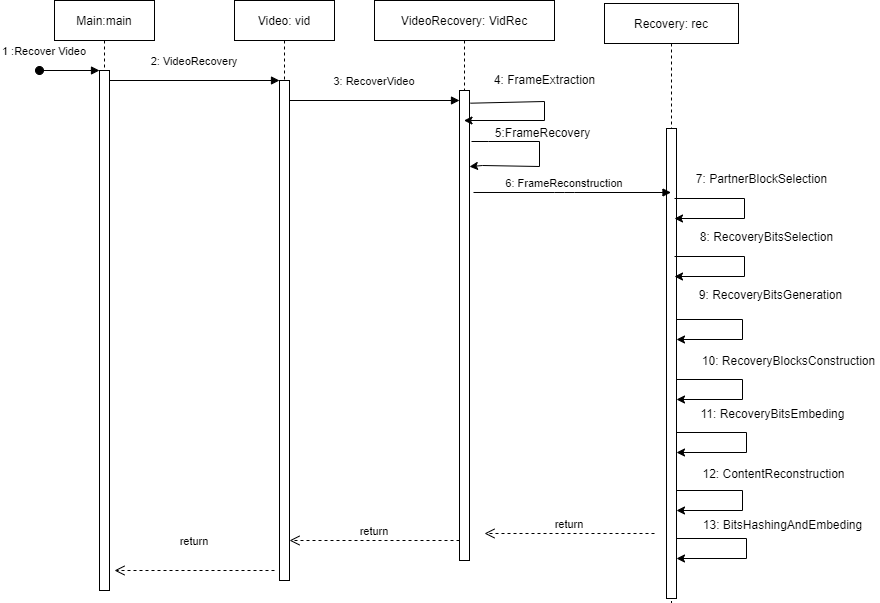 Main:main
Video: vid
VideoRecovery: VidRec
Recovery: rec
1 :Recover Video
2: VideoRecovery
3: RecoverVideo
4: FrameExtraction
5:FrameRecovery
6: FrameReconstruction
7: PartnerBlockSelection
8: RecoveryBitsSelection
9: RecoveryBitsGeneration
10: RecoveryBlocksConstruction
11: RecoveryBitsEmbeding
12: ContentReconstruction
13: BitsHashingAndEmbeding
return
return
return